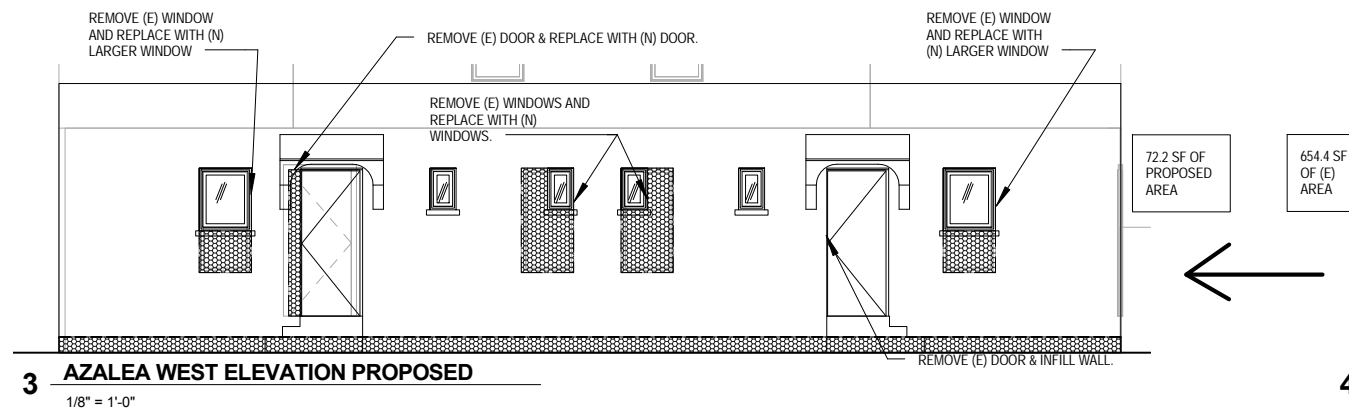 REMOVE (E) WINDOW
AND REPLACE WITH (N)
LARGER WINDOW
REMOVE (E) DOOR & REPLACE WITH (N) DOOR.
REMOVE (E) WINDOWS AND
REPLACE WITH (N)
WINDOWS.
REMOVE (E) WINDOW
AND REPLACE WITH
(N) LARGER WINDOW
72.2 SF OF
PROPOSED
AREA
654.4 SF
OF (E)
AREA
REMOVE (E) DOOR & INFILL WALL.
3 AZALEA WEST ELEVATION PROPOSED
1/8" = 1'-0"
4